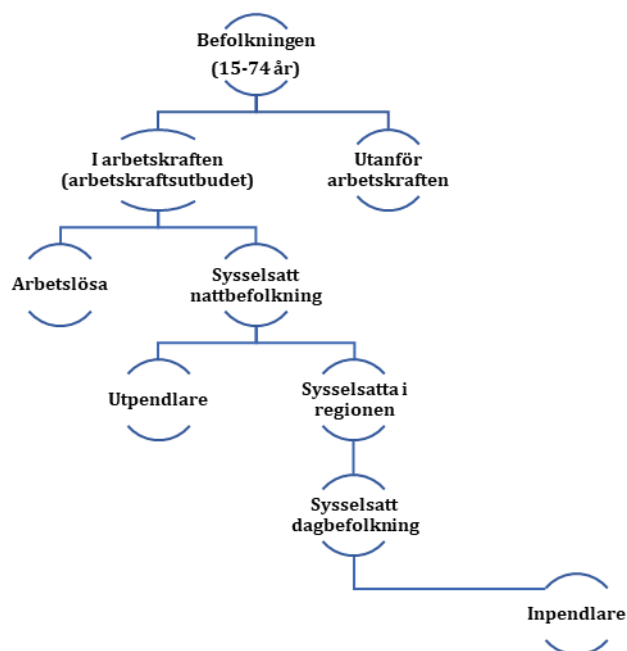 Befolkningen
(15-74 år)
I arbetskraften
(arbetskraftsutbudet)
Utanför
arbetskraften
Arbetslösa
Sysselsatt
nattbefolkning
Utpendlare
Sysselsatta i
regionen
Sysselsatt
dagbefolkning
Inpendlare